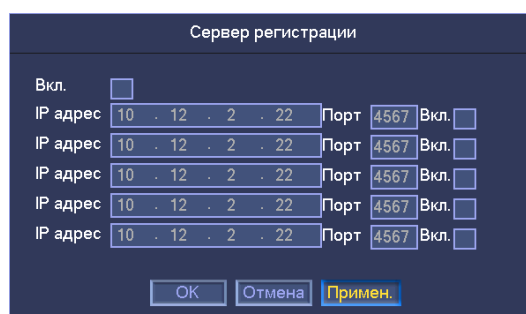 Сервер регистрации
Вкл.
IP адрес 10 . 12 . 2 . 22 Порт 4567 Вкл.
IP адрес 10 . 12 . 2 . 22 Порт 4567 Вкл.
IP адрес 10 . 12 . 2 . 22 Порт 4567 Вкл.
IP адрес 10 . 12 . 2 . 22 Порт 4567 Вкл.
IP адрес 10 . 12 . 2 . 22 Порт 4567 Вкл.
OK Отмена Примен.